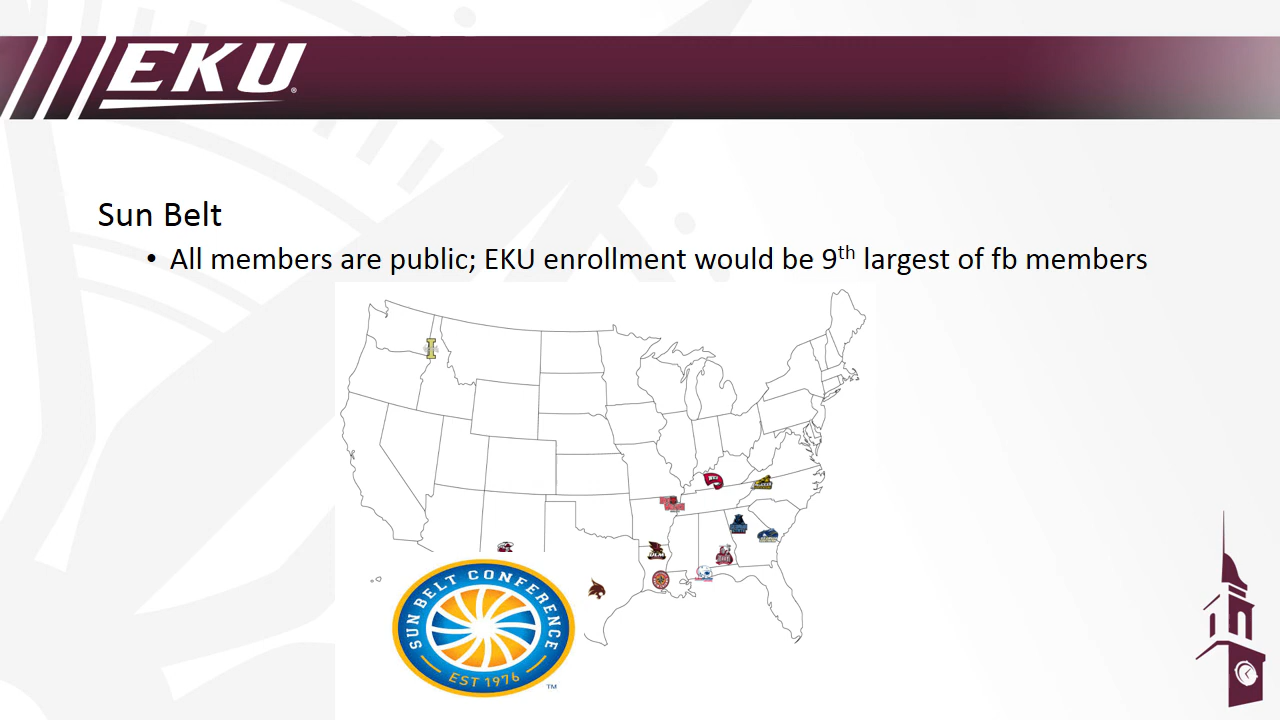 EKU
Sun Belt
• All members are public; EKU enrollment would be 9th largest of fb members
I
SUN BELT CONFERENCE
EST 1976
TM